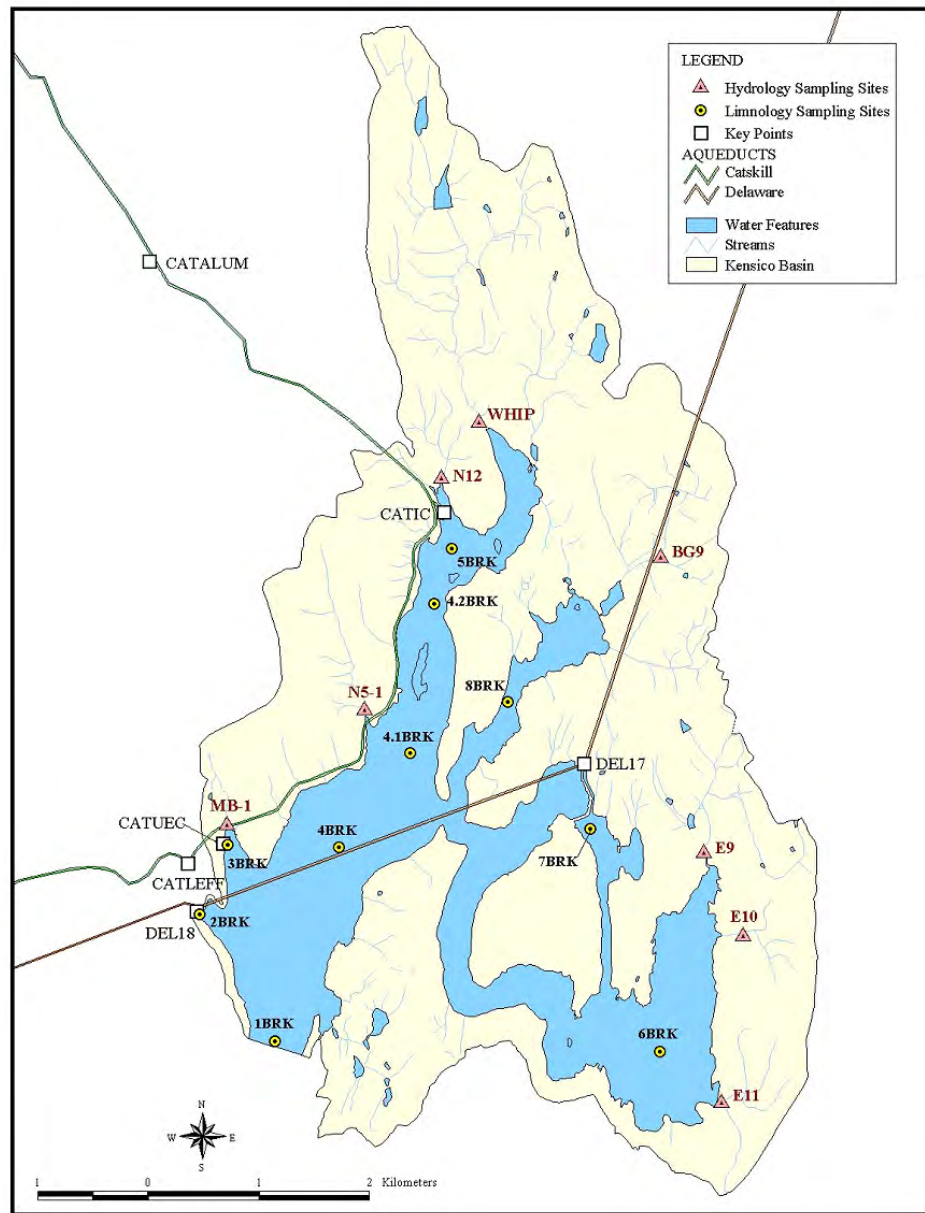 LEGEND
Hydrology Sampling Sites
Limnology Sampling Sites
Key Points
AQUEDUCTS
Catskill
Delaware
Water Features
Streams
Kensico Basin
CATALUM
WHIP
N12
CATIC
5BRK
BG9
4.2BRK
8BRK
N5-1
4.1BRK
DEL17
MB-1
CATUEC
4BRK
3BRK
7BRK
E9
CATLEFF
2BRK
E10
DEL18
1BRK
6BRK
E11
N
W E
S
1 0 1 2 Kilometers